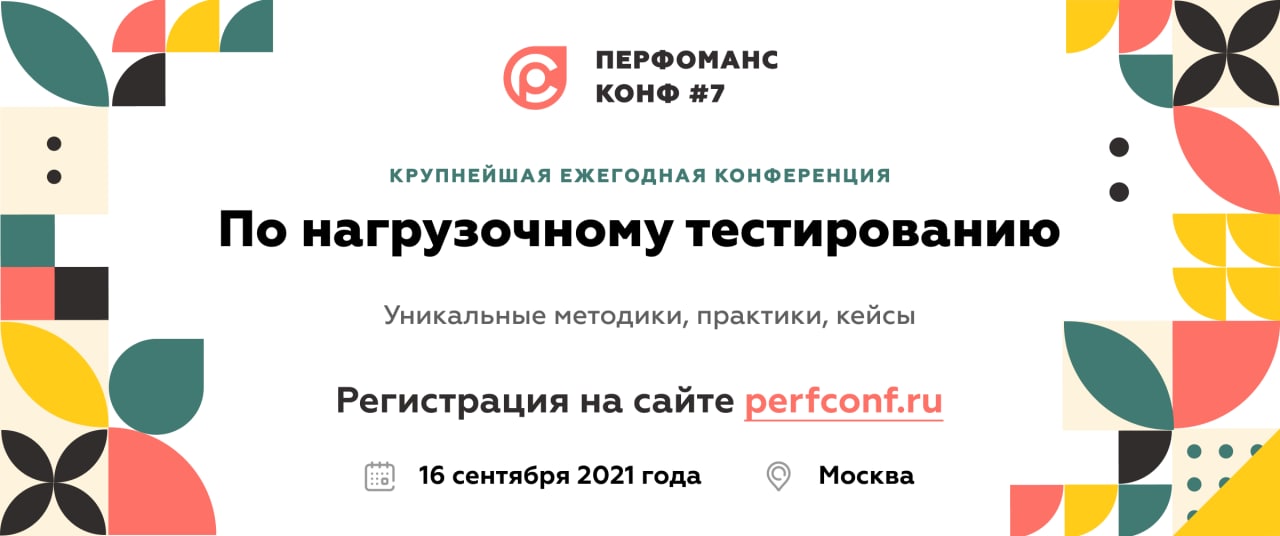 ПЕРФОМАНС
КОНФ #7
КРУПНЕЙШАЯ ЕЖЕГОДНАЯ КОНФЕРЕНЦИЯ
По нагрузочному тестированию
Уникальные методики, практики, кейсы
Регистрация на сайте perfconf.ru
16 сентября 2021 года Москва